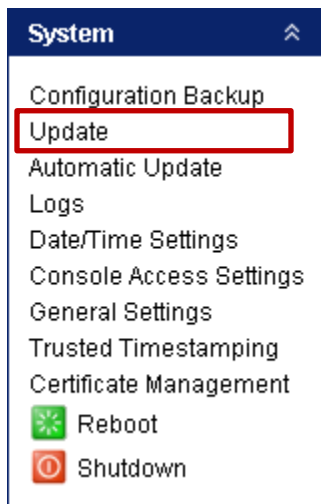 System
Configuration Backup
Update
Automatic Update
Logs
Date/Time Settings
Console Access Settings
General Settings
Trusted Timestamping
Certificate Management
Reboot
Shutdown